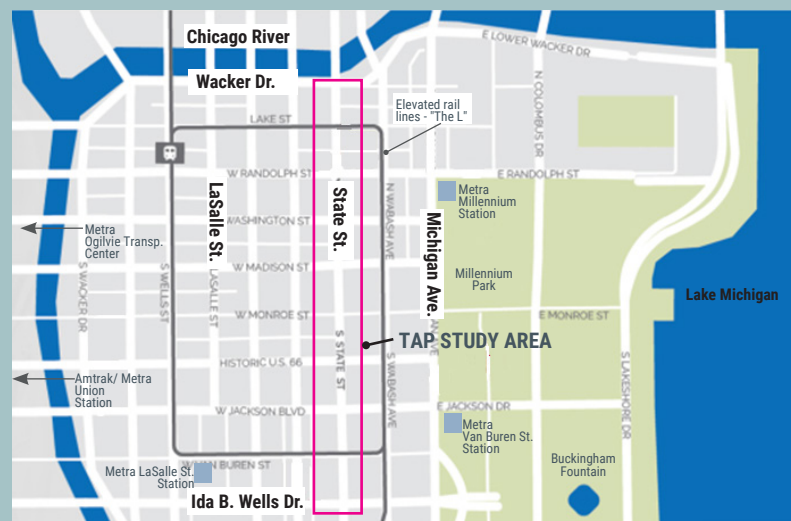 Chicago River
Wacker Dr.
E LOWER WACKER DR
N COLUMBUS DR
Elevated rail
lines - "The L"
LAKE ST
W RANDOLPH ST
E RANDOLPH ST
LaSalle St.
State St.
N WABASH AVE
Michigan Ave.
Metra
Millennium
Station
WASHINGTON ST
Metra
Ogilvie Transp.
Center
S WACKER DR
S WELLS ST
LASALLE ST
W MADISON ST
Millennium
Park
Lake Michigan
W MONROE ST
E MONROE ST
TAP STUDY AREA
S STATE ST
S WABASH AVE
S LAKESHORE DR
HISTORIC U.S. 66
Amtrak/ Metra
Union
Station
W JACKSON BLVD
E JACKSON DR
Metra
Van Buren St.
Station
Metra LaSalle St.
Station
BUREN ST
Buckingham
Fountain
Ida B. Wells Dr.